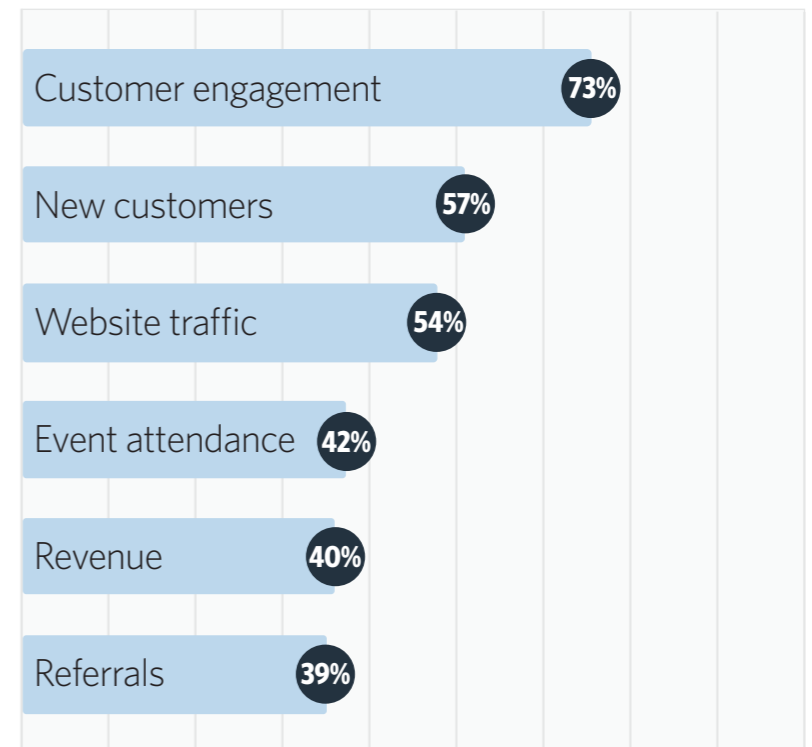 Customer engagement 73%
New customers 57%
Website traffic 54%
Event attendance 42%
Revenue 40%
Referrals 39%